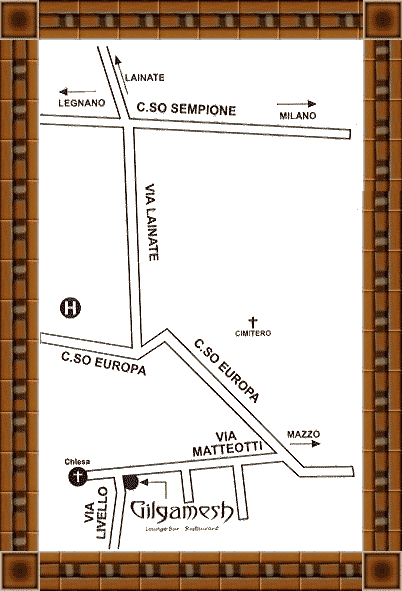 LAINATE
LEGNANO
C.SO SEMPIONE
MILANO
VIA LAINATE
H
CIMITERO
C.SO EUROPA
C.SO EUROPA
VIA
MATTEOTTI
MAZZO
Chiesa
VIA
LIVELLO
Gilgamesh
Lounge Bar Restaurant